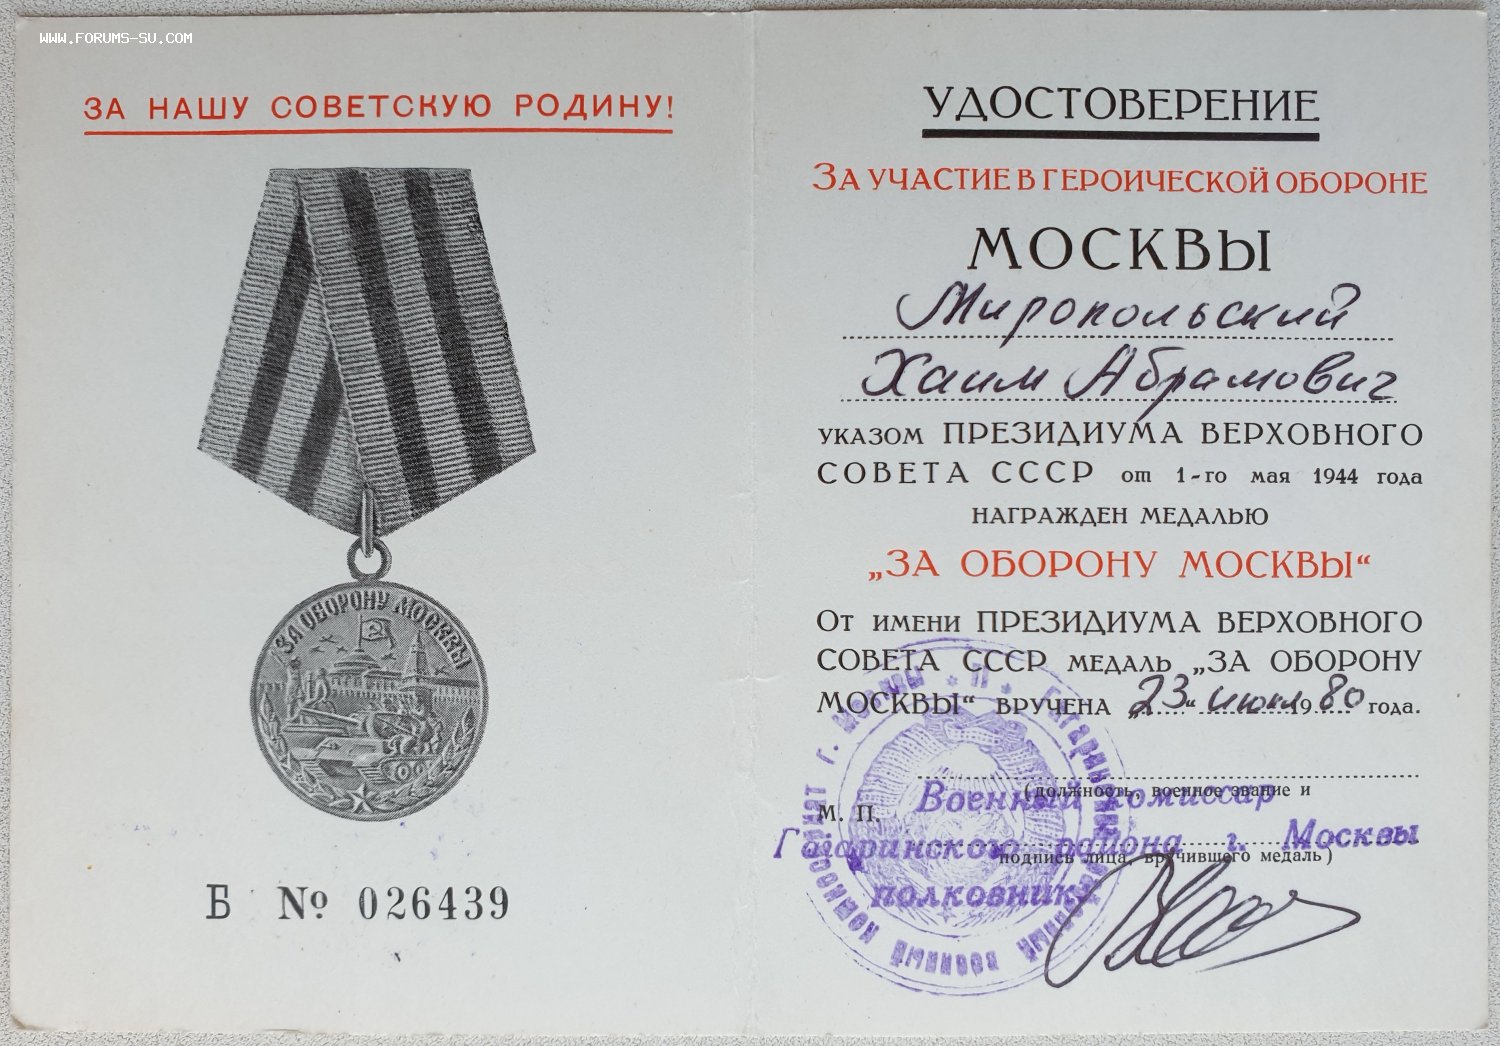 WWW.FORUMS-SU.COM
ЗА НАШУ СОВЕТСКУЮ РОДИНУ!
ЗА ОБОРОНУ МОСКВЫ
Б № 026439
УДОСТОВЕРЕНИЕ
ЗА УЧАСТИЕ В ГЕРОИЧЕСКОЙ ОБОРОНЕ
МОСКВЫ
Миропольский
Хаим Абрамович
УКАЗОМ ПРЕЗИДИУМА ВЕРХОВНОГО
СОВЕТА СССР от 1-го мая 1944 года
НАГРАЖДЕН МЕДАЛЬЮ
„ЗА ОБОРОНУ МОСКВЫ“
От ИМЕНИ ПРЕЗИДИУМА ВЕРХОВНОГО
СОВЕТА СССР МЕДАЛЬ „ЗА ОБОРОНУ
МОСКВЫ“ ВРУЧЕНА „23“ июля 1980 года.
(должность, военное звание и
Военный комиссар
М. П.
Гагаринского района г. Москвы
подпись лица, вручившего медаль)
полковник